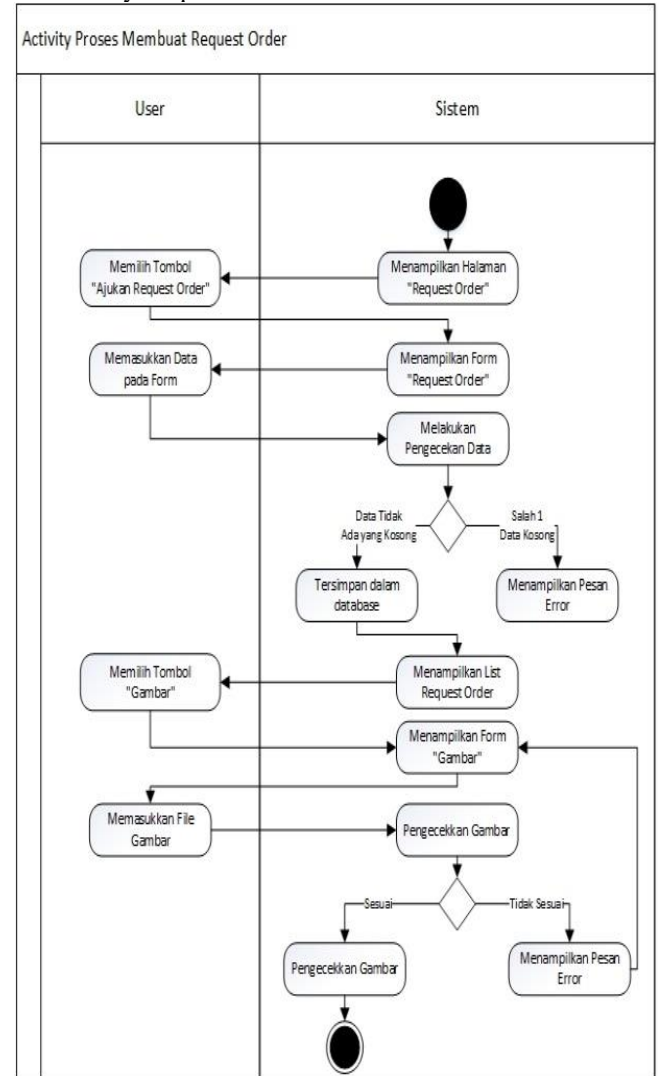 Activity Proses Membuat Request Order
User
Sistem
Menampilkan Halaman
"Request Order"
Memilih Tombol
"Ajukan Request Order"
Menampilkan Form
"Request Order"
Memasukkan Data
pada Form
Melakukan
Pengecekan Data
Data Tidak
Ada yang Kosong
Salah 1
Data Kosong
Tersimpan dalam
database
Menampilkan Pesan
Error
Menampilkan List
Request Order
Memilih Tombol
"Gambar"
Menampilkan Form
"Gambar"
Memasukkan File
Gambar
Pengecekkan Gambar
Sesuai
Tidak Sesuai
Pengecekkan Gambar
Menampilkan Pesan
Error